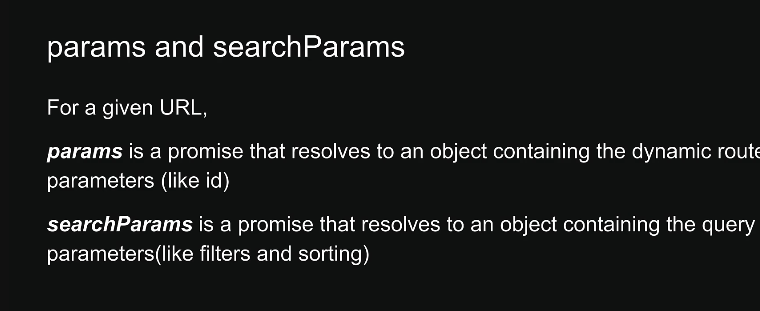 params and searchParams
For a given URL,
params is a promise that resolves to an object containing the dynamic route
parameters (like id)
searchParams is a promise that resolves to an object containing the query
parameters(like filters and sorting)